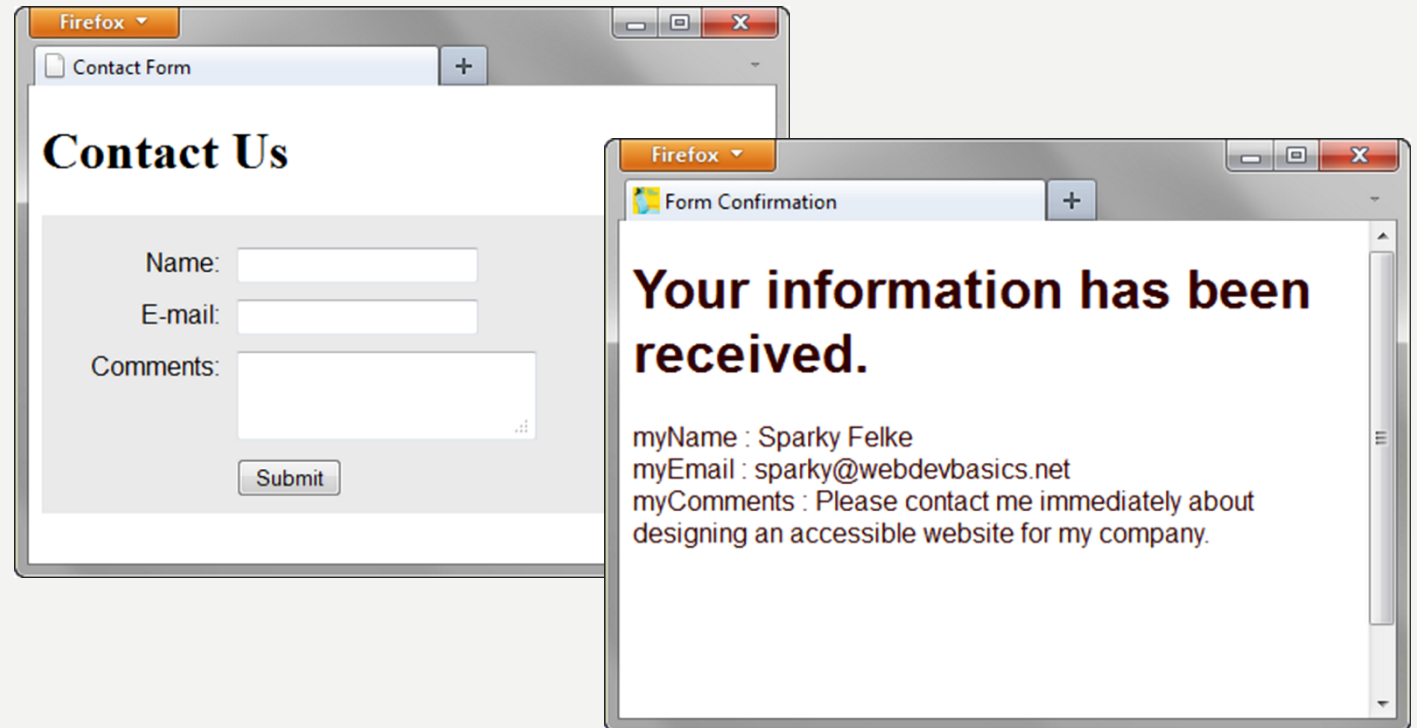 Firefox
Contact Form
Contact Us
Name:
E-mail:
Comments:
Submit
Firefox
Form Confirmation
Your information has been
received.
myName : Sparky Felke
myEmail : sparky@webdevbasics.net
myComments : Please contact me immediately about
designing an accessible website for my company.